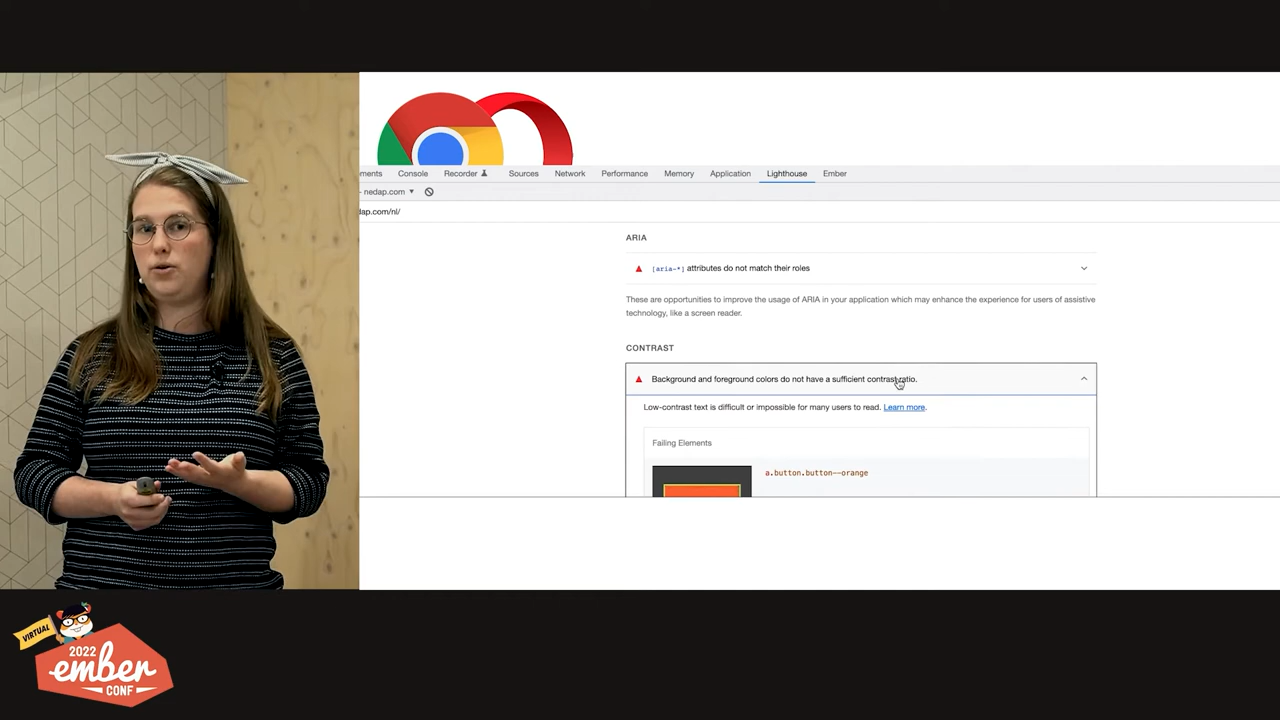 ements Console Recorder Sources Network Performance Memory Application Lighthouse Ember
- nedap.com ▼
dap.com/nl/
ARIA
[aria-*] attributes do not match their roles
These are opportunities to improve the usage of ARIA in your application which may enhance the experience for users of assistive
technology, like a screen reader.
CONTRAST
Background and foreground colors do not have a sufficient contrast ratio.
Low-contrast text is difficult or impossible for many users to read. Learn more.
Failing Elements
a.button.button--orange
VIRTUAL
2022
ember
CONF